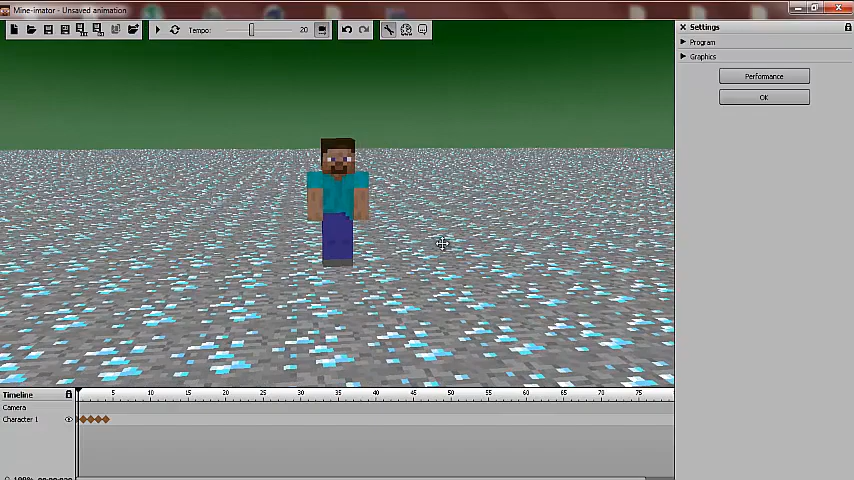 Mine-imator - Unsaved animation
Tempo: 20
Settings
Program
Graphics
Performance
OK
Timeline 5 10 15 20 25 30 35 40 45 50 55 60 65 70 75
Camera
Character 1